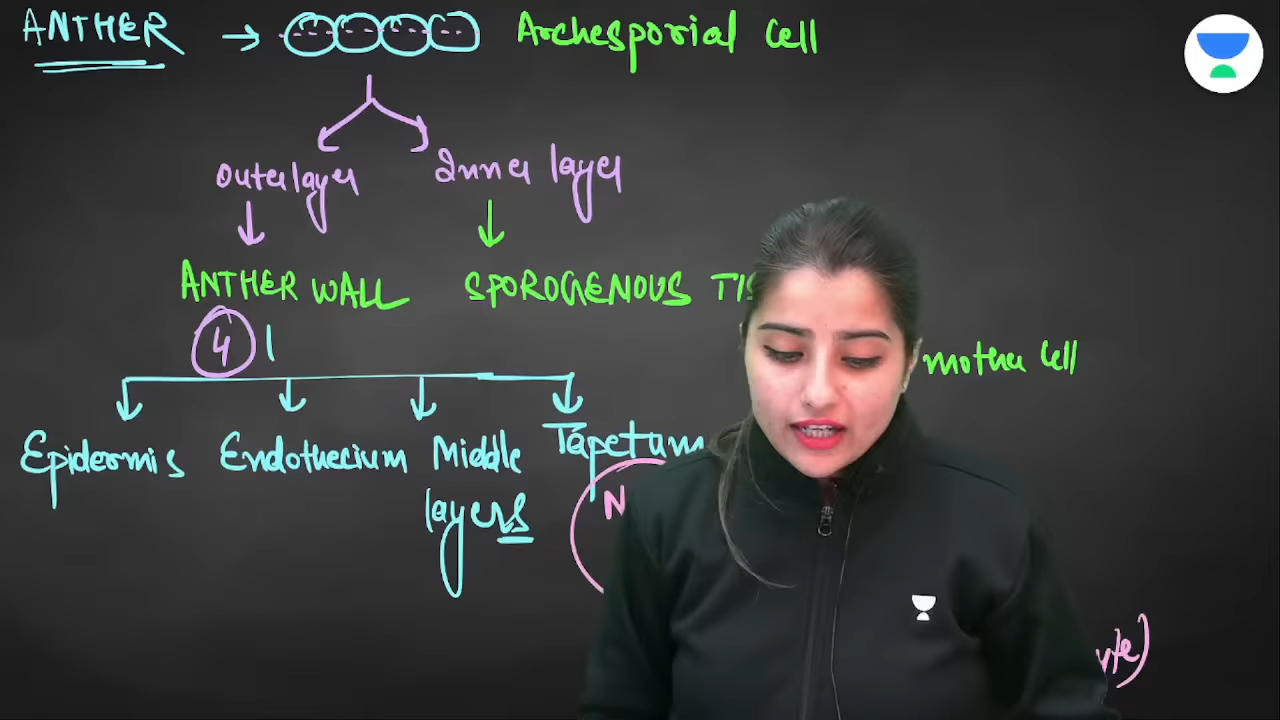 ANTHER → Archesporial Cell
Outer layer Inner layer
ANTHER WALL SPOROGENOUS TIS
4
mother Cell
Epidermis Endothecium Middle Tapetum
layers
N